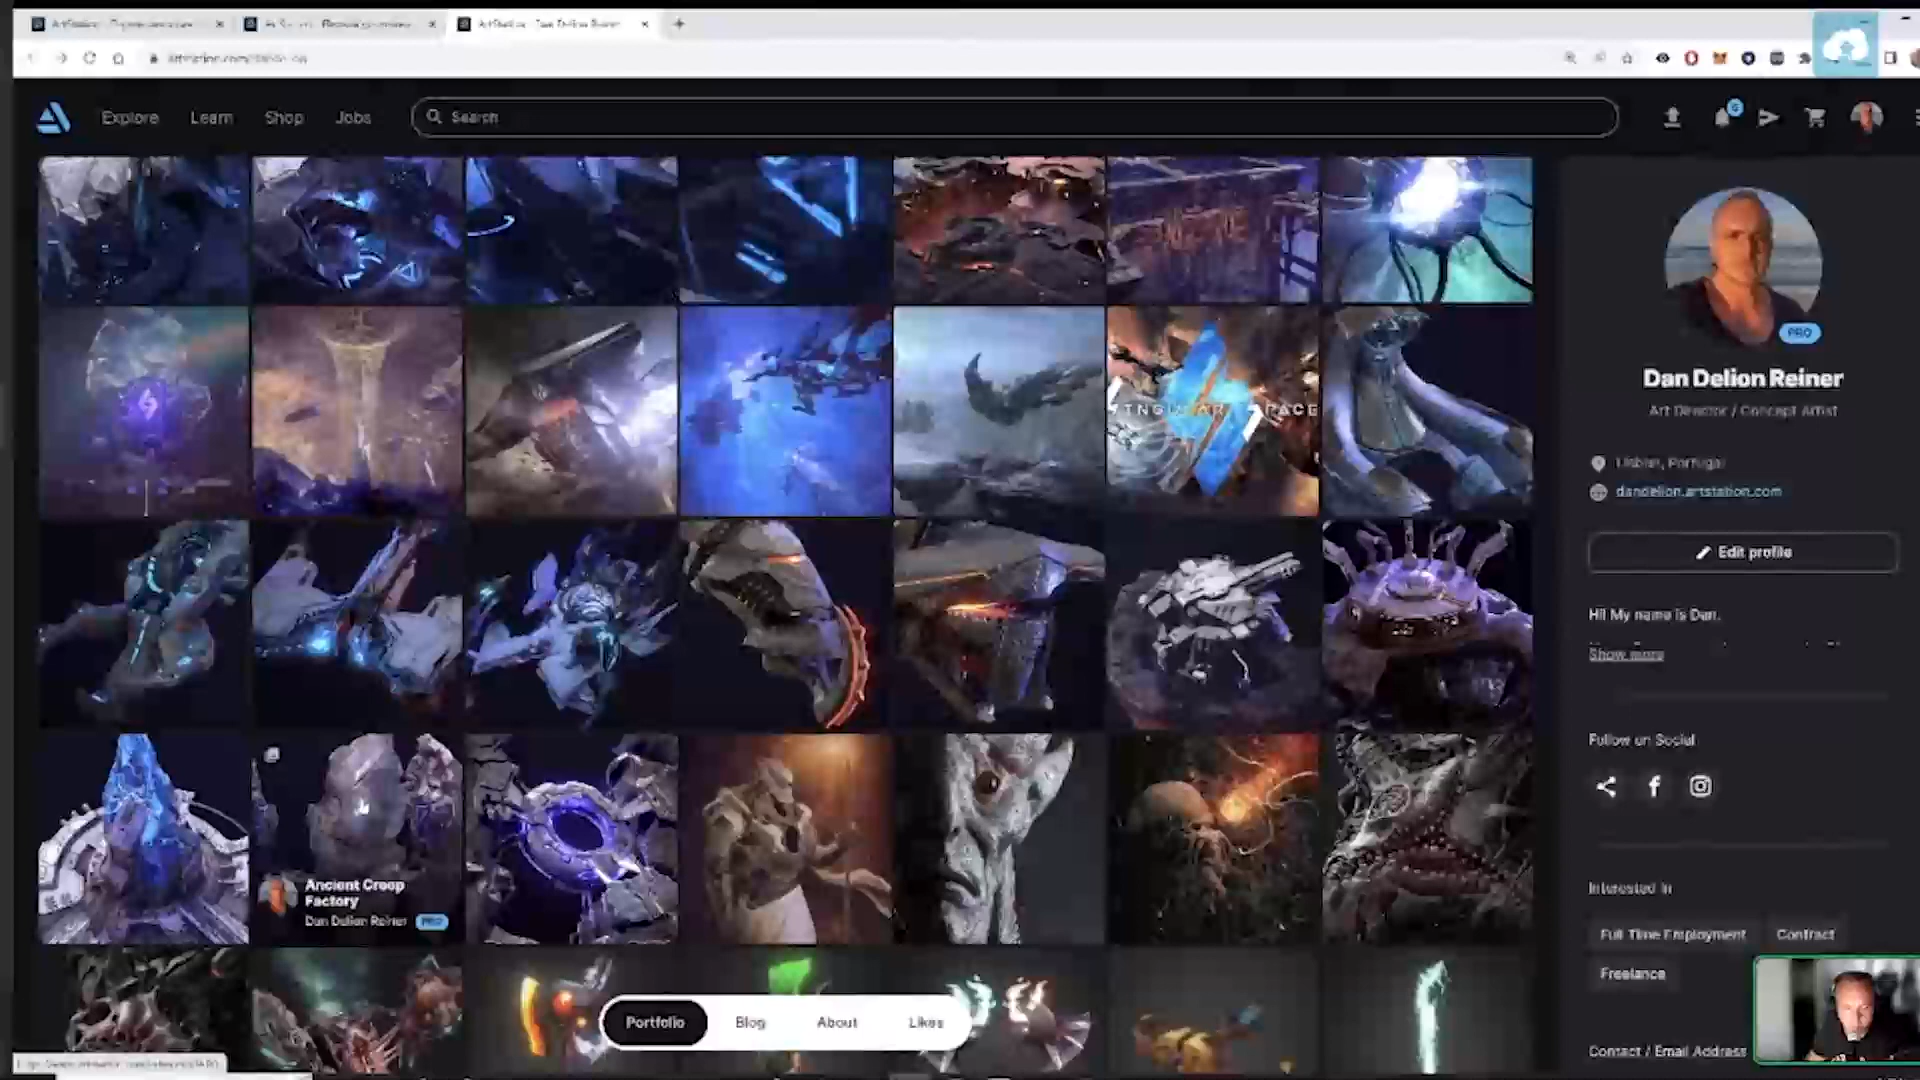 Explore Learn Shop Jobs Search
PRO
Dan Delion Reiner
Art Director / Concept Artist
Lisbon, Portugal
dandelion.artstation.com
Edit profile
Hi! My name is Dan.
Show more
Follow on Social
Ancient Creep
Factory
Dan Delion Reiner PRO
Interested in
Full Time Employment Contract
Freelance
Portfolio Blog About Likes
Contact / Email Address